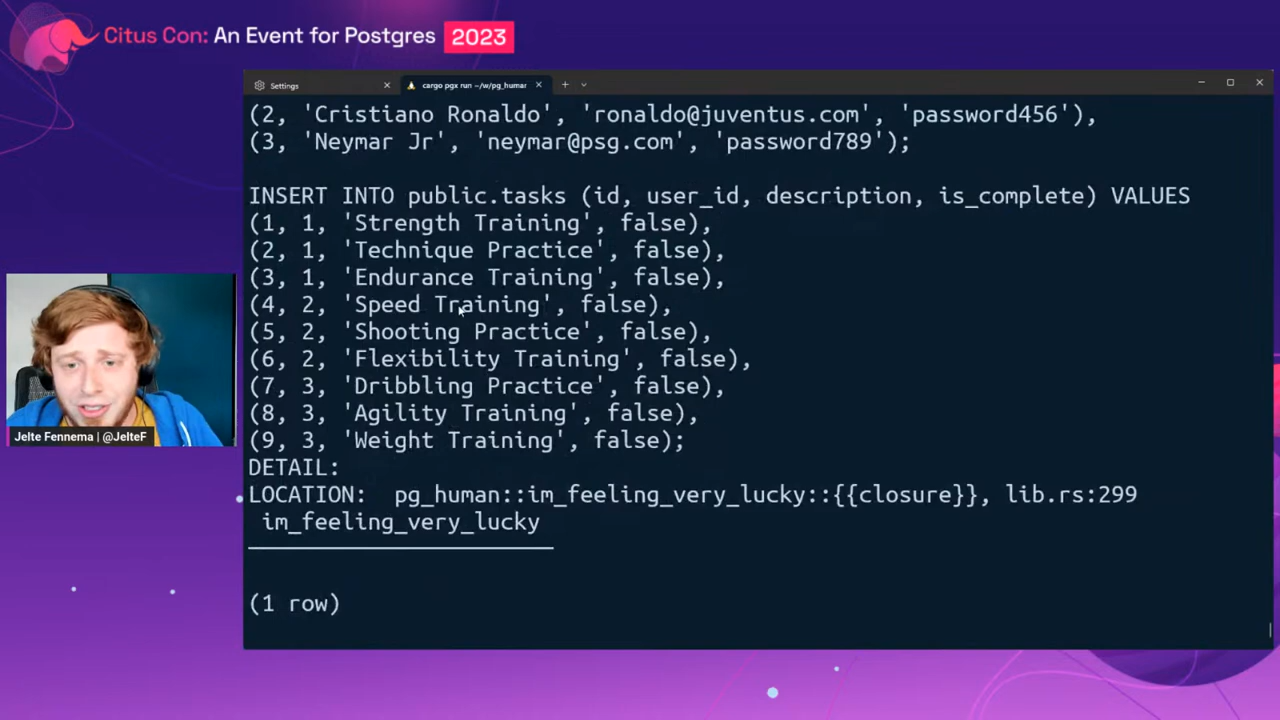 Citus Con: An Event for Postgres 2023
Settings
cargo pgx run ~/w/pg_human
(2, 'Cristiano Ronaldo', 'ronaldo@juventus.com', 'password456'),
(3, 'Neymar Jr', 'neymar@psg.com', 'password789');
INSERT INTO public.tasks (id, user_id, description, is_complete) VALUES
(1, 1, 'Strength Training', false),
(2, 1, 'Technique Practice', false),
(3, 1, 'Endurance Training', false),
(4, 2, 'Speed Training', false),
(5, 2, 'Shooting Practice', false),
(6, 2, 'Flexibility Training', false),
(7, 3, 'Dribbling Practice', false),
(8, 3, 'Agility Training', false),
(9, 3, 'Weight Training', false);
DETAIL:
LOCATION:  pg_human::im_feeling_very_lucky::{{closure}}, lib.rs:299
im_feeling_very_lucky
(1 row)
Jelte Fennema | @JelteF